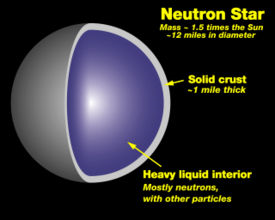 Neutron Star
Mass ~ 1.5 times the Sun
~12 miles in diameter
Solid crust
~1 mile thick
Heavy liquid interior
Mostly neutrons,
with other particles